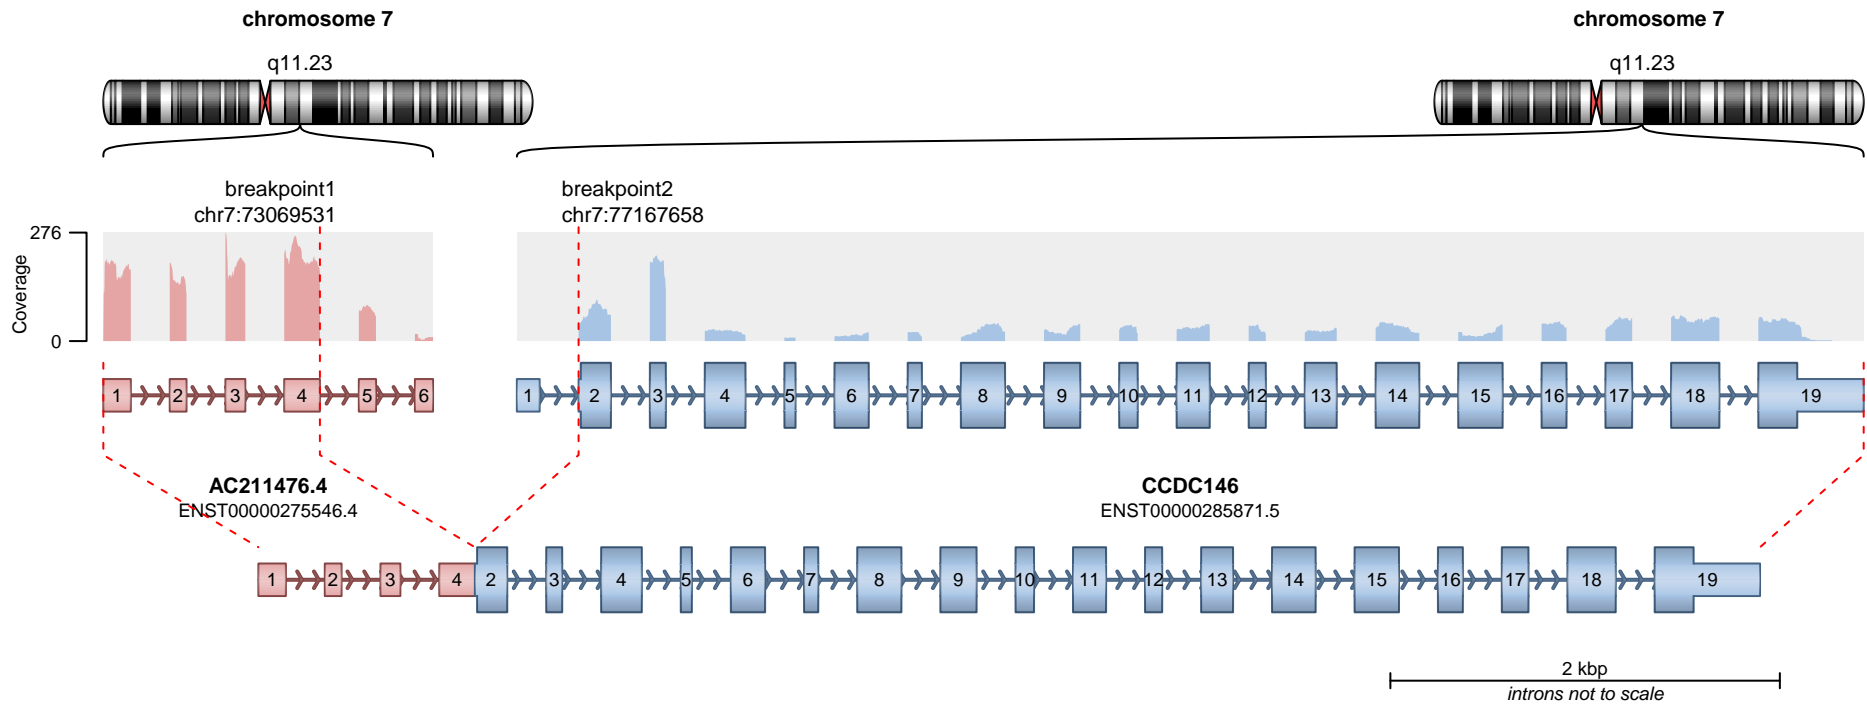 chromosome 7
chromosome 7
q11.23
q11.23
breakpoint1
chr7:73069531
breakpoint2
chr7:77167658
276
0
Coverage
1 2 3 4 5 6
1 2 3 4 5 6 7 8 9 10 11 12 13 14 15 16 17 18 19
AC211476.4
ENST00000275546.4
CCDC146
ENST00000285871.5
1 2 3 4 2 3 4 5 6 7 8 9 10 11 12 13 14 15 16 17 18 19
2 kbp
introns not to scale